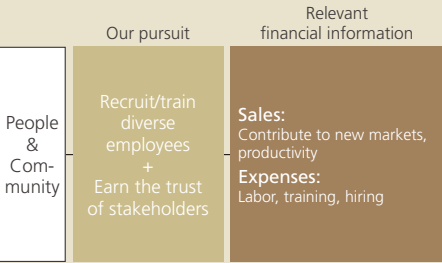 Our pursuit
Relevant
financial information
People
&
Com-
munity
Recruit/train
diverse
employees
+
Earn the trust
of stakeholders
Sales:
Contribute to new markets,
productivity
Expenses:
Labor, training, hiring